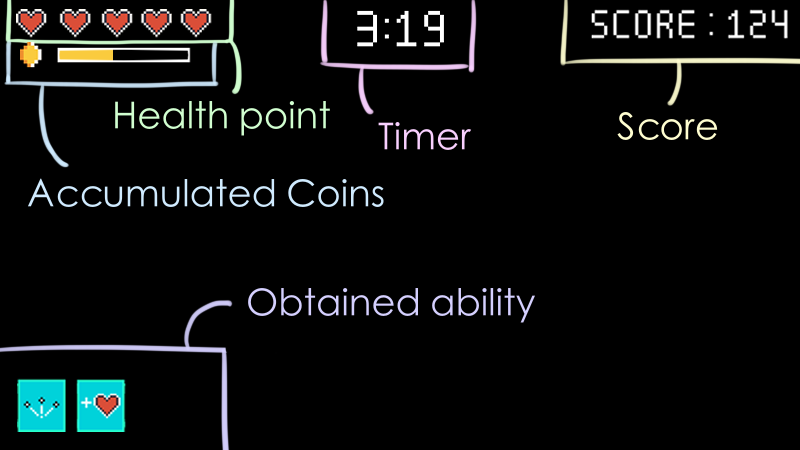 3:19
SCORE : 124
Health point
Timer
Score
Accumulated Coins
Obtained ability
+